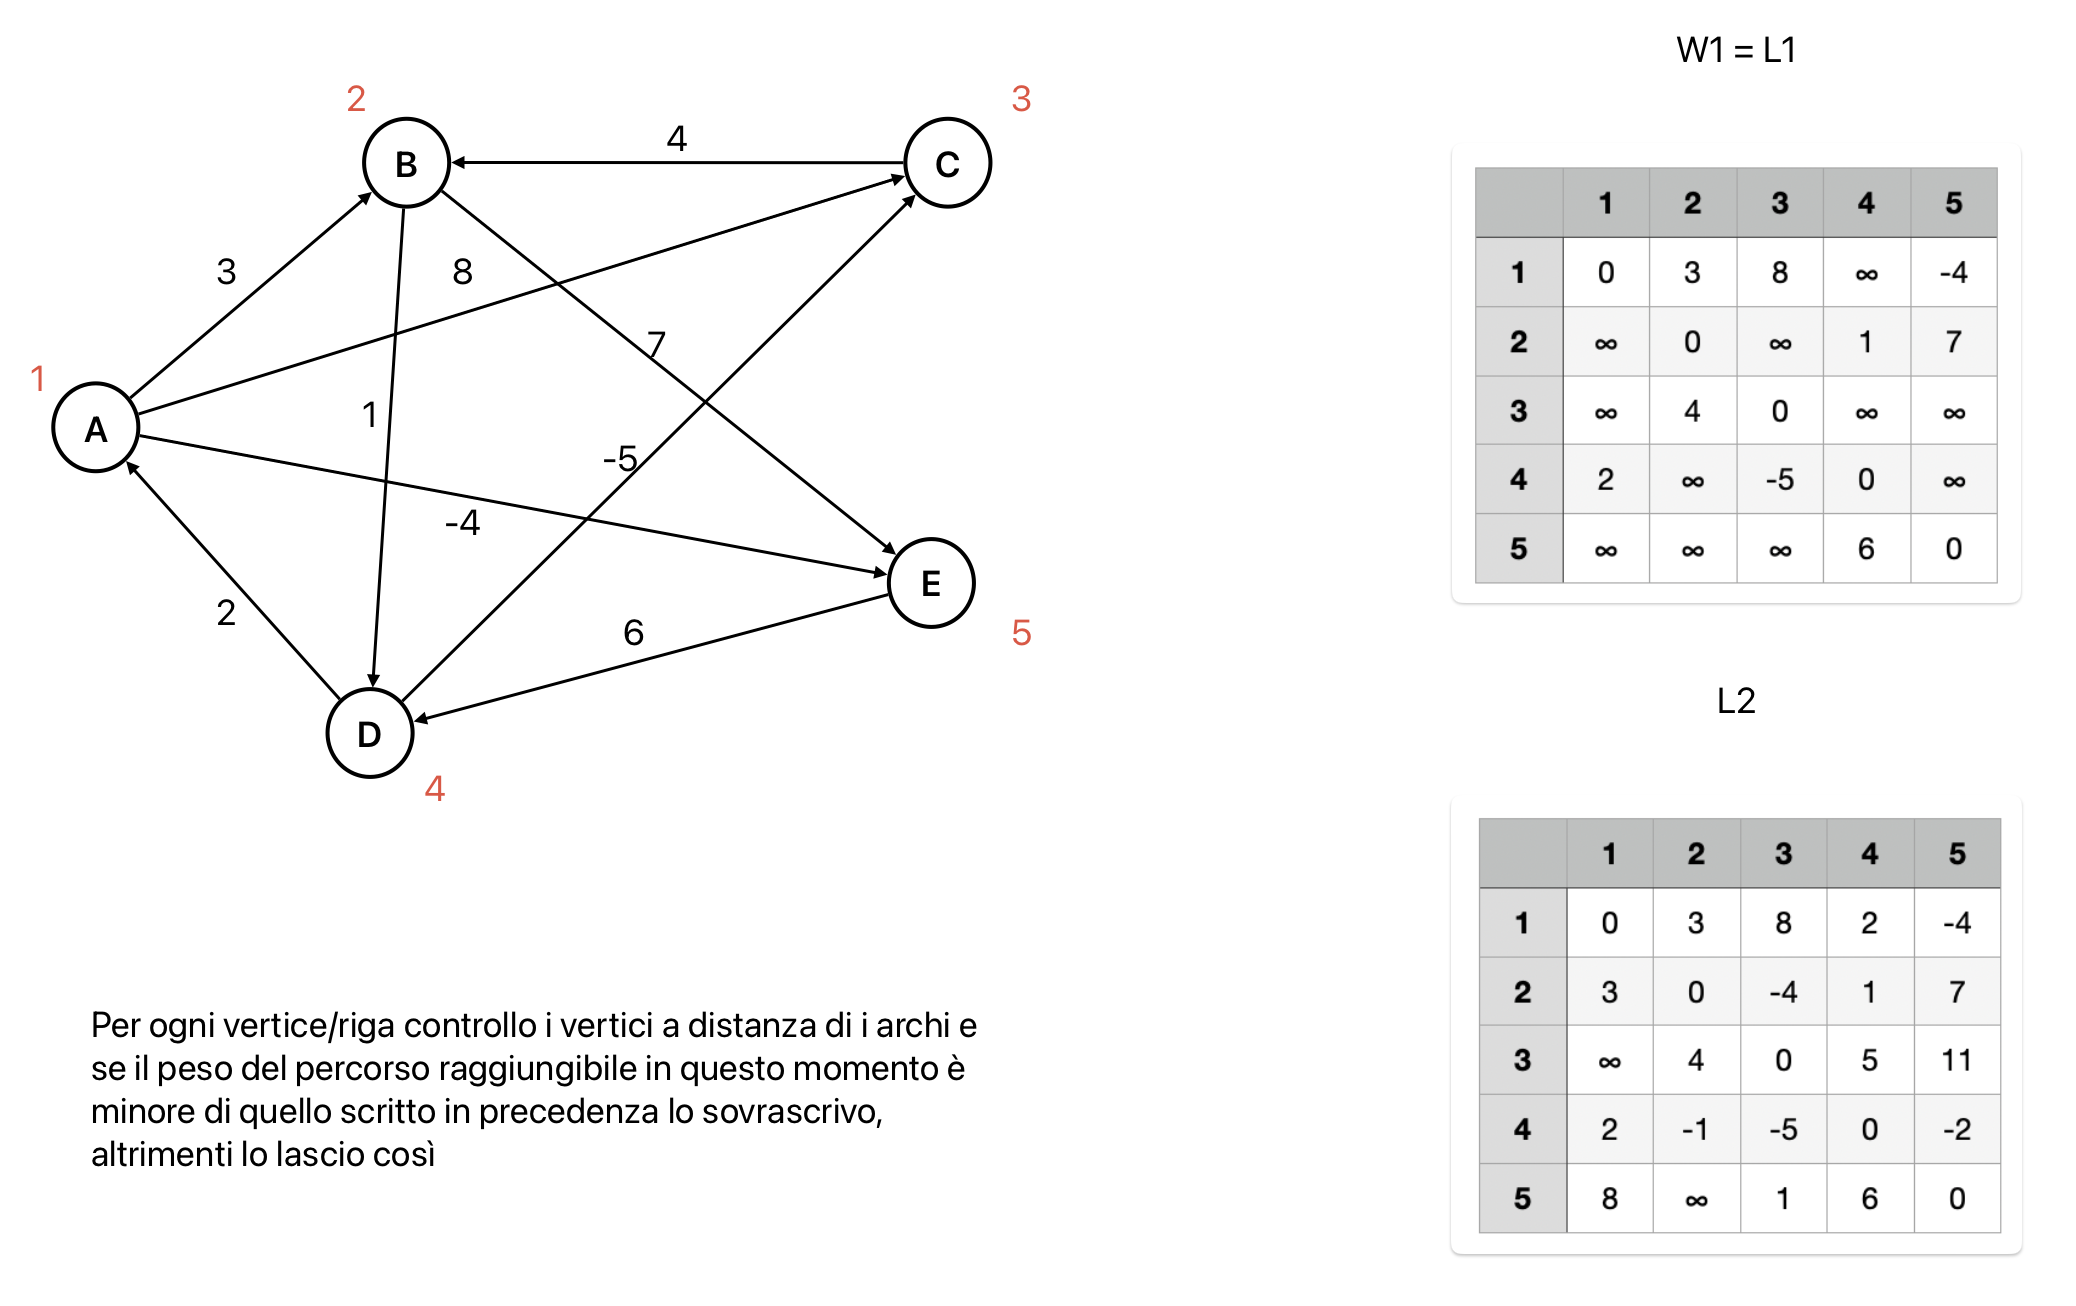 W1 = L1
2
3
B
4
C
3
8
7
1
1
A
-5
-4
E
2
6
5
D
4
1 2 3 4 5
1 0 3 8 ∞ -4
2 ∞ 0 ∞ 1 7
3 ∞ 4 0 ∞ ∞
4 2 ∞ -5 0 ∞
5 ∞ ∞ ∞ 6 0
L2
1 2 3 4 5
1 0 3 8 2 -4
2 3 0 -4 1 7
3 ∞ 4 0 5 11
4 2 -1 -5 0 -2
5 8 ∞ 1 6 0
Per ogni vertice/riga controllo i vertici a distanza di i archi e
se il peso del percorso raggiungibile in questo momento è
minore di quello scritto in precedenza lo sovrascrivo,
altrimenti lo lascio così